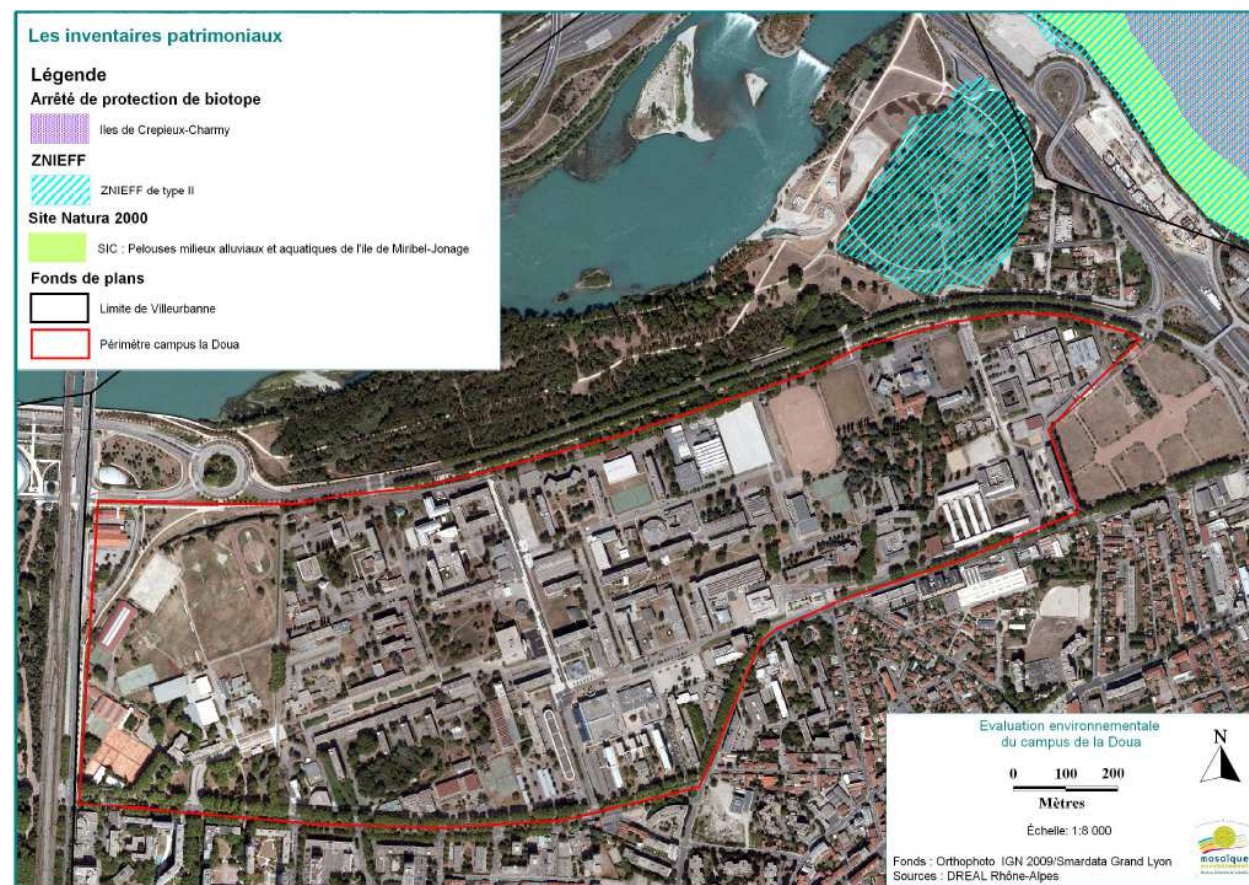 Les inventaires patrimoniaux
Légende
Arrêté de protection de biotope
Iles de Crepieux-Charmy
ZNIEFF
ZNIEFF de type II
Site Natura 2000
SIC : Pelouses milieux alluviaux et aquatiques de l'ile de Miribel-Jonage
Fonds de plans
Limite de Villeurbanne
Périmètre campus la Doua
Evaluation environnementale
du campus de la Doua
N
0 100 200
Mètres
Échelle: 1:8 000
Fonds : Orthophoto IGN 2009/Smardata Grand Lyon
Sources : DREAL Rhône-Alpes
mosaïque